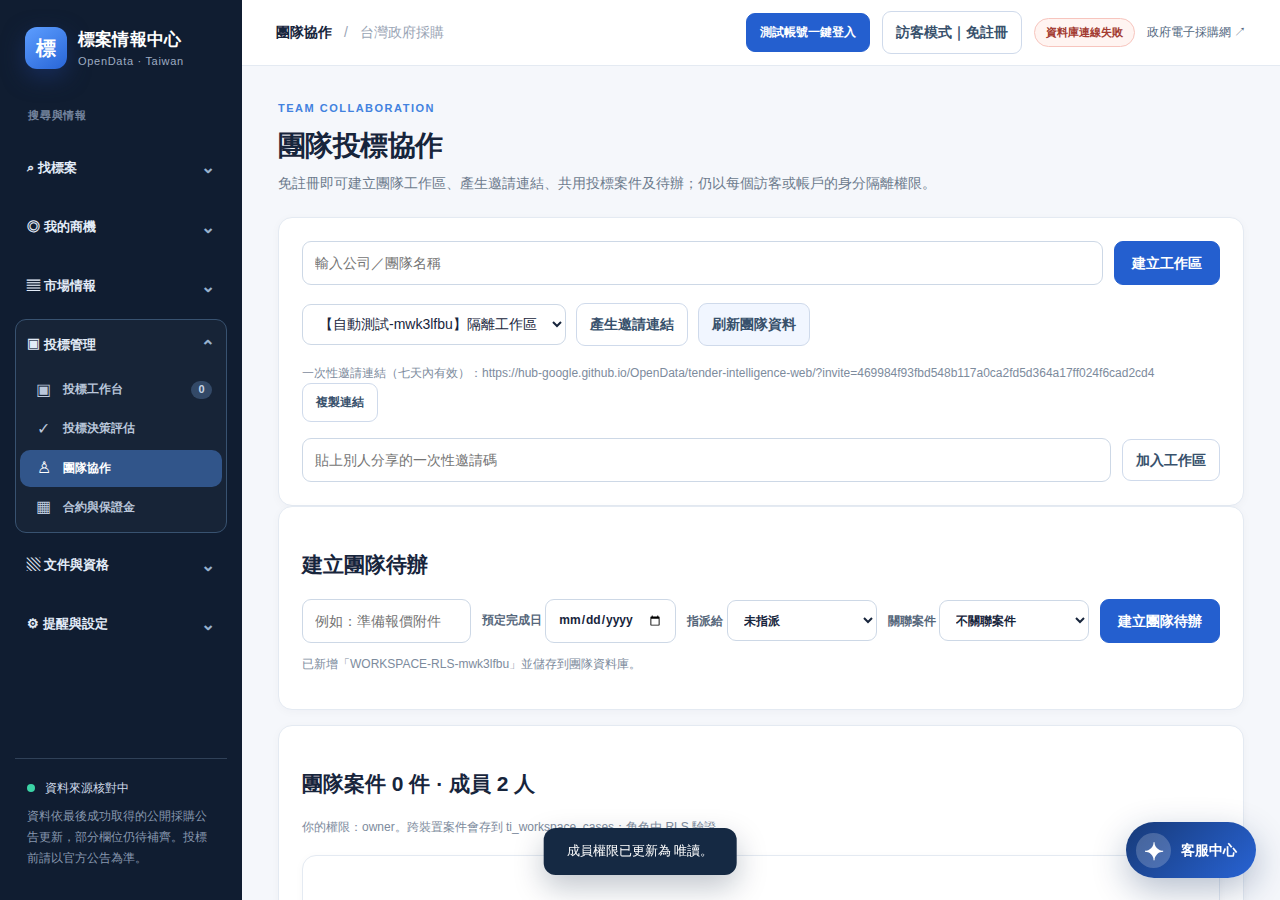 標
標案情報中心
OpenData · Taiwan
搜尋與情報
⌕ 找標案
◎ 我的商機
▤ 市場情報
▣ 投標管理
▣ 投標工作台 0
✓ 投標決策評估
♙ 團隊協作
▦ 合約與保證金
▧ 文件與資格
⚙ 提醒與設定
資料來源核對中
資料依最後成功取得的公開採購公
告更新，部分欄位仍待補齊。投標
前請以官方公告為準。
團隊協作 / 台灣政府採購
測試帳號一鍵登入
訪客模式｜免註冊
資料庫連線失敗
政府電子採購網 ↗
TEAM COLLABORATION
團隊投標協作
免註冊即可建立團隊工作區、產生邀請連結、共用投標案件及待辦；仍以每個訪客或帳戶的身分隔離權限。
輸入公司／團隊名稱
建立工作區
【自動測試-mwk3lfbu】隔離工作區
產生邀請連結
刷新團隊資料
一次性邀請連結（七天內有效）：https://hub-google.github.io/OpenData/tender-intelligence-web/?invite=469984f93fbd548b117a0ca2fd5d364a17ff024f6cad2cd4
複製連結
貼上別人分享的一次性邀請碼
加入工作區
建立團隊待辦
例如：準備報價附件
預定完成日 mm/dd/yyyy
指派給 未指派
關聯案件 不關聯案件
建立團隊待辦
已新增「WORKSPACE-RLS-mwk3lfbu」並儲存到團隊資料庫。
團隊案件 0 件 · 成員 2 人
你的權限：owner。跨裝置案件會存到 ti_workspace_cases；角色由 RLS 驗證。
成員權限已更新為 唯讀。
客服中心